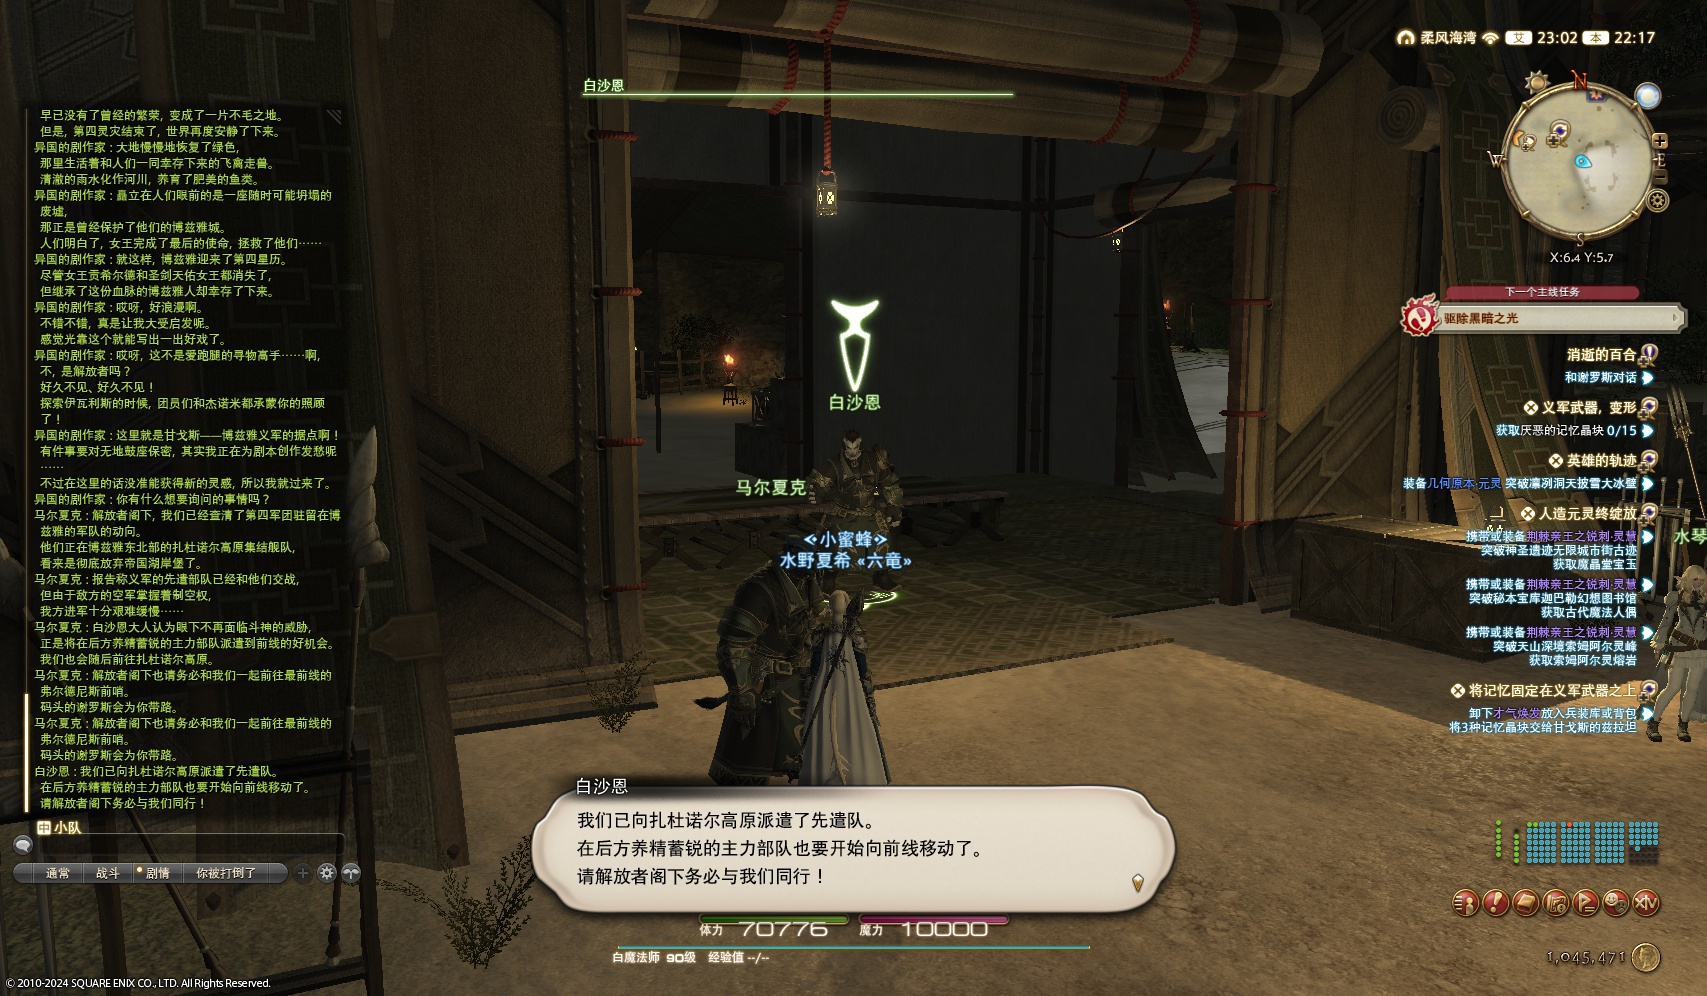 早已没有了曾经的繁荣, 变成了一片不毛之地。
但是, 第四灵灾结束了, 世界再度安静了下来。
异国的剧作家 : 大地慢慢地恢复了绿色,
那里生活着和人们一同幸存下来的飞禽走兽。
清澈的雨水化作河川, 养育了肥美的鱼类。
异国的剧作家 : 矗立在人们眼前的是一座随时可能坍塌的
废墟,
那正是曾经保护了他们的博兹雅城。
人们明白了, 女王完成了最后的使命, 拯救了他们……
异国的剧作家 : 就这样, 博兹雅迎来了第四星历。
尽管女王贡希尔德和圣剑天佑女王都消失了,
但继承了这份血脉的博兹雅人却幸存了下来。
异国的剧作家 : 哎呀, 好浪漫啊。
不错不错, 真是让我大受启发呢。
感觉光靠这个就能写出一出好戏了。
异国的剧作家 : 哎呀, 这不是爱跑腿的寻物高手……啊,
不, 是解放者吗?
好久不见、好久不见!
探索伊瓦利斯的时候, 团员们和杰诺米都承蒙你的照顾
了!
异国的剧作家 : 这里就是甘戈斯——博兹雅义军的据点啊!
有件事要对无地鼓座保密, 其实我正在为剧本创作发愁呢
……
不过在这里的话没准能获得新的灵感, 所以我就过来了。
异国的剧作家 : 你有什么想要询问的事情吗?
马尔夏克 : 解放者阁下, 我们已经查清了第四军团驻留在博
兹雅的军队的动向。
他们正在博兹雅东北部的扎杜诺尔高原集结舰队,
看来是彻底放弃帝国湖岸堡了。
马尔夏克 : 报告称义军的先遣部队已经和他们交战,
但由于敌方的空军掌握着制空权,
我方进军十分艰难缓慢……
马尔夏克 : 白沙恩大人认为眼下不再面临斗神的威胁,
正是将在后方养精蓄锐的主力部队派遣到前线的好机会。
我们也会随后前往扎杜诺尔高原。
马尔夏克 : 解放者阁下也请务必和我们一起前往最前线的
弗尔德尼斯前哨。
码头的谢罗斯会为你带路。
马尔夏克 : 解放者阁下也请务必和我们一起前往最前线的
弗尔德尼斯前哨。
码头的谢罗斯会为你带路。
白沙恩 : 我们已向扎杜诺尔高原派遣了先遣队。
在后方养精蓄锐的主力部队也要开始向前线移动了。
请解放者阁下务必与我们同行!
小队
通常 战斗 剧情 你被打倒了
© 2010-2024 SQUARE ENIX CO., LTD. All Rights Reserved.
白沙恩
白沙恩
马尔夏克
小蜜蜂
水野夏希 «六竜»
白沙恩
我们已向扎杜诺尔高原派遣了先遣队。
在后方养精蓄锐的主力部队也要开始向前线移动了。
请解放者阁下务必与我们同行!
体力 70776 魔力 10000
白魔法师 90级 经验值 --/--
柔风海湾 艾 23:02 本 22:17
N
W E
S
X:6.4 Y:5.7
下一个主线任务
驱除黑暗之光
消逝的百合
和谢罗斯对话
义军武器，变形
获取厌恶的记忆晶块 0/15
英雄的轨迹
装备几何原本·元灵 突破凛冽洞天披雪大冰壁
人造元灵终绽放
携带或装备荆棘亲王之锐刺·灵慧
突破神圣遗迹无限城市街古迹
获取魔晶堂宝玉
携带或装备荆棘亲王之锐刺·灵慧
突破秘本宝库迦巴勒幻想图书馆
获取古代魔法人偶
携带或装备荆棘亲王之锐刺·灵慧
突破天山深境索姆阿尔灵峰
获取索姆阿尔灵熔岩
将记忆固定在义军武器之上
卸下才气焕发放入兵装库或背包
将3种记忆晶块交给甘戈斯的兹拉坦
水琴
XIV
1,045,471